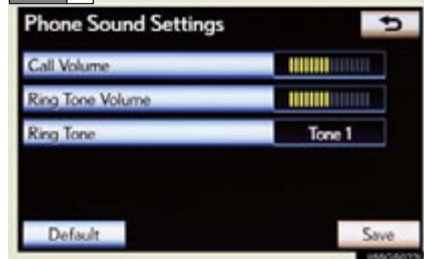 Phone Sound Settings
Call Volume
Ring Tone Volume
Ring Tone Tone 1
Default Save